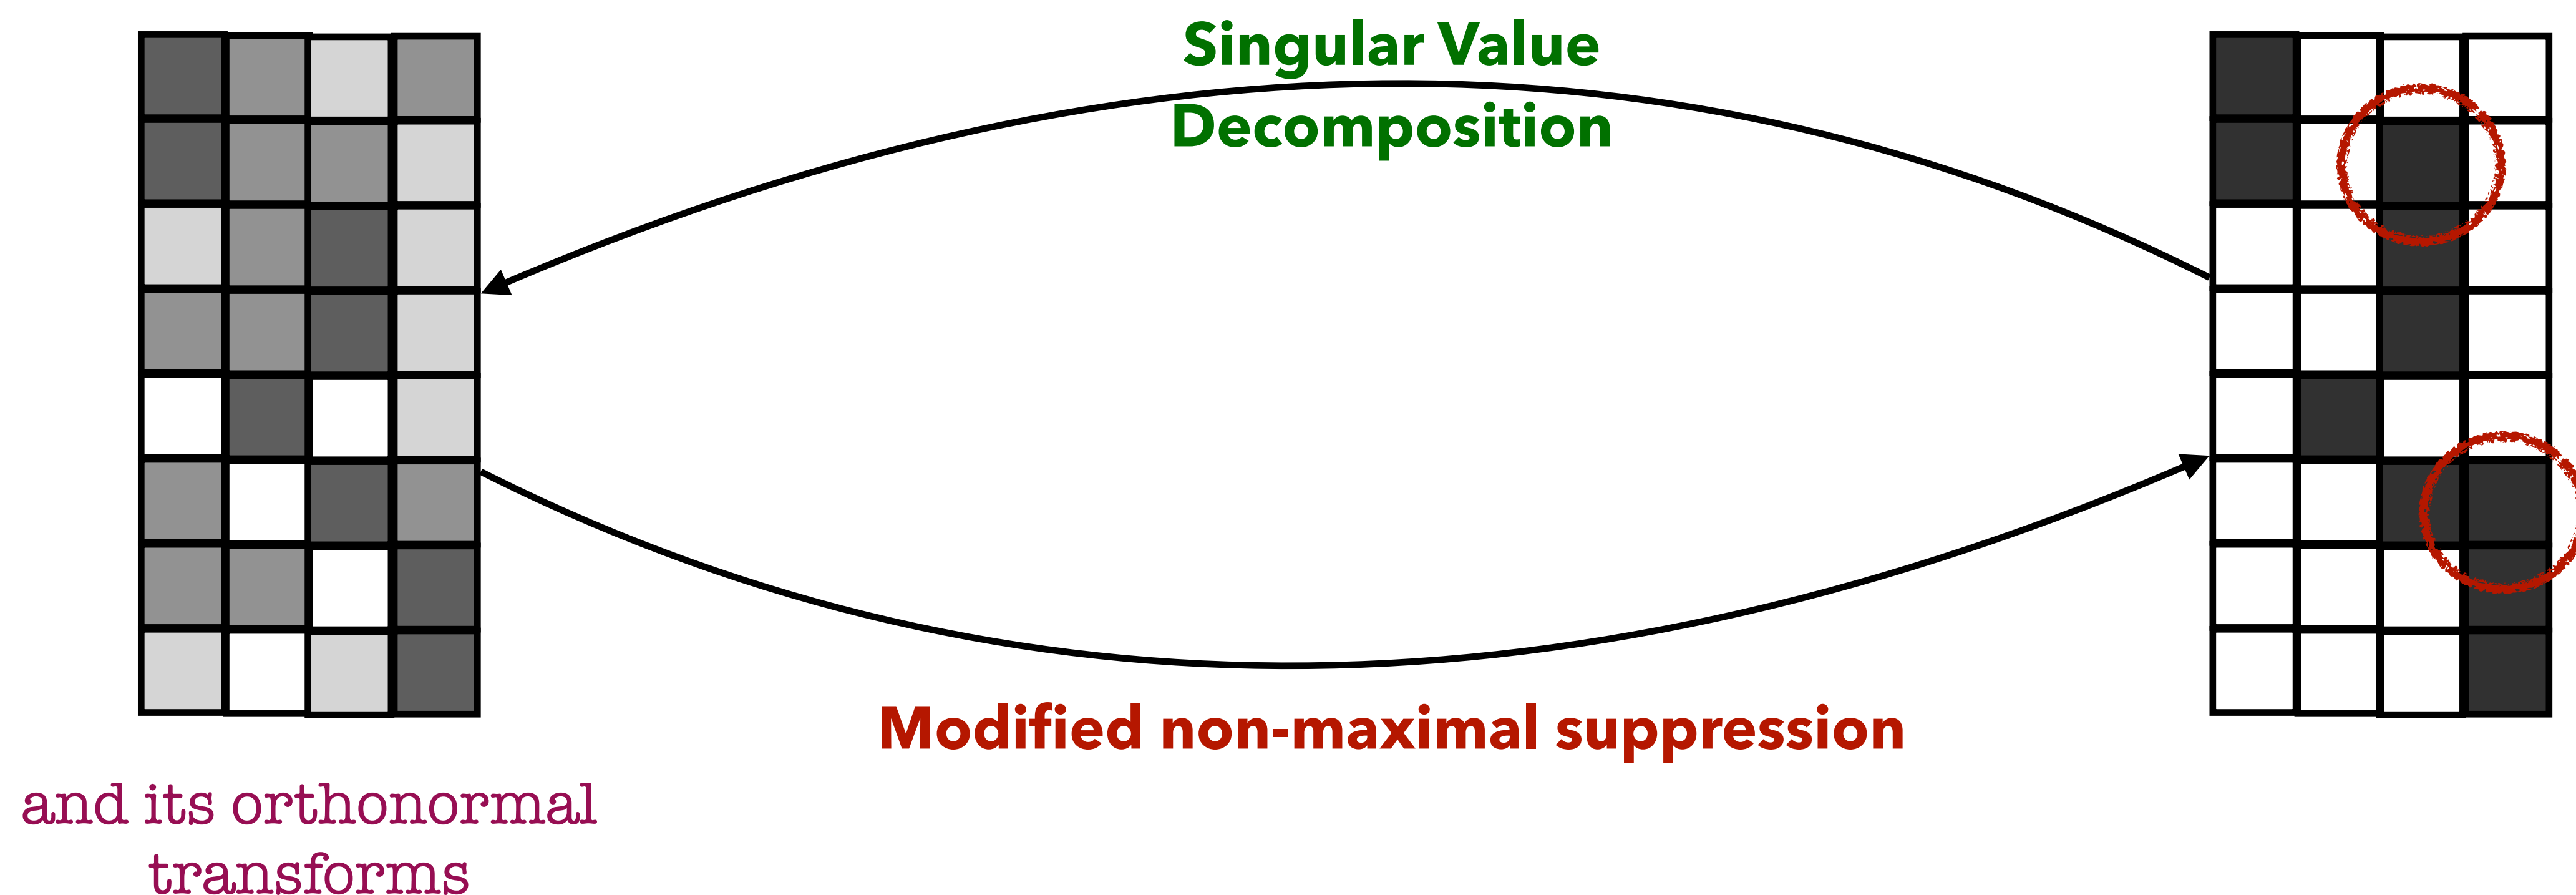 Singular Value
Decomposition
Modified non-maximal suppression
and its orthonormal
transforms